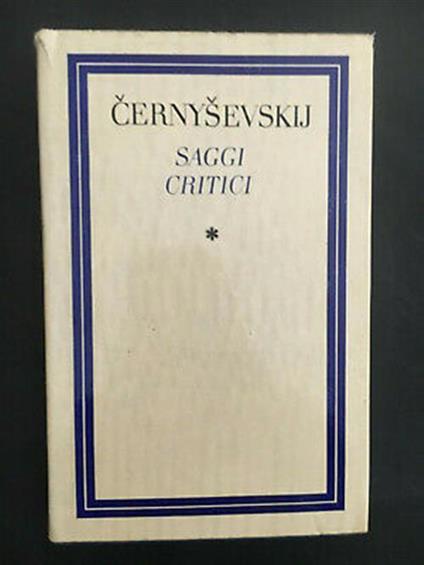 ČERNYŠEVSKIJ
SAGGI
CRITICI
*